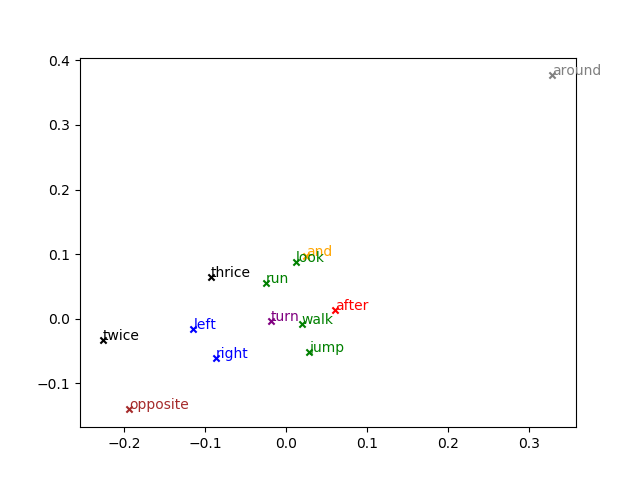 0.4
around
0.3
0.2
0.1
and
look
thrice
run
after
0.0
left
turn
walk
twice
right
jump
−0.1
opposite
−0.2
−0.1
0.0
0.1
0.2
0.3